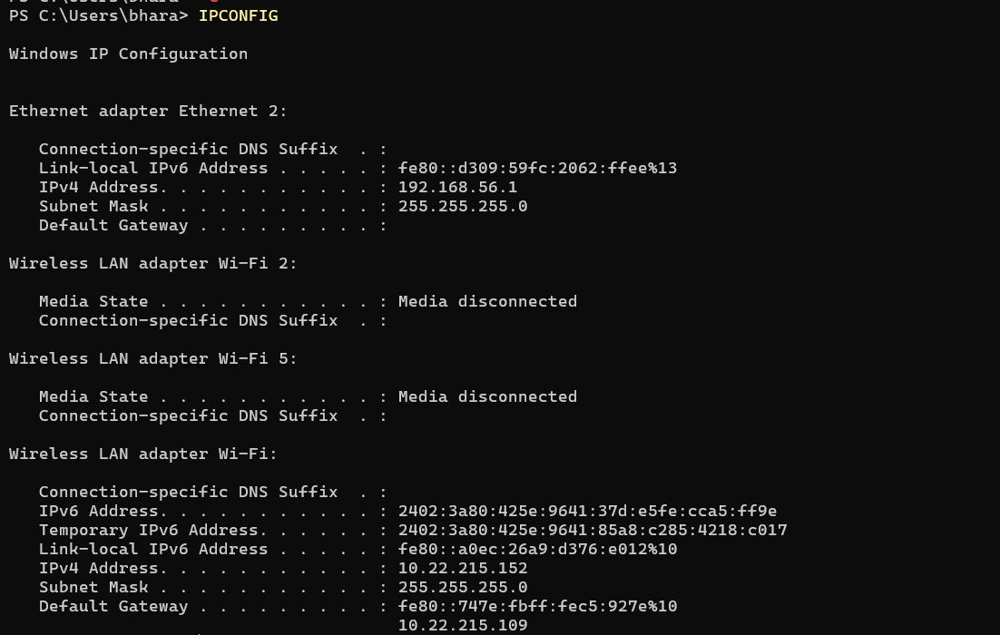 PS C:\Users\bhara> IPCONFIG
Windows IP Configuration
Ethernet adapter Ethernet 2:
Connection-specific DNS Suffix  . :
Link-local IPv6 Address . . . . . : fe80::d309:59fc:2062:ffee%13
IPv4 Address. . . . . . . . . . . : 192.168.56.1
Subnet Mask . . . . . . . . . . . : 255.255.255.0
Default Gateway . . . . . . . . . :
Wireless LAN adapter Wi-Fi 2:
Media State . . . . . . . . . . . : Media disconnected
Connection-specific DNS Suffix  . :
Wireless LAN adapter Wi-Fi 5:
Media State . . . . . . . . . . . : Media disconnected
Connection-specific DNS Suffix  . :
Wireless LAN adapter Wi-Fi:
Connection-specific DNS Suffix  . :
IPv6 Address. . . . . . . . . . . : 2402:3a80:425e:9641:37d:e5fe:cca5:ff9e
Temporary IPv6 Address. . . . . . : 2402:3a80:425e:9641:85a8:c285:4218:c017
Link-local IPv6 Address . . . . . : fe80::a0ec:26a9:d376:e012%10
IPv4 Address. . . . . . . . . . . : 10.22.215.152
Subnet Mask . . . . . . . . . . . : 255.255.255.0
Default Gateway . . . . . . . . . : fe80::747e:fbff:fec5:927e%10
10.22.215.109